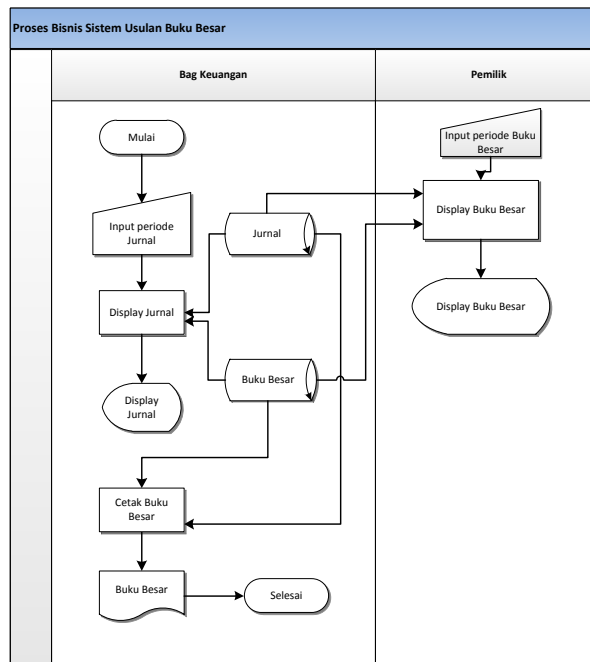 Proses Bisnis Sistem Usulan Buku Besar
Bag Keuangan
Pemilik
Mulai
Input periode Buku
Besar
Input periode
Jurnal
Jurnal
Display Buku Besar
Display Jurnal
Display Buku Besar
Buku Besar
Display
Jurnal
Cetak Buku
Besar
Buku Besar
Selesai